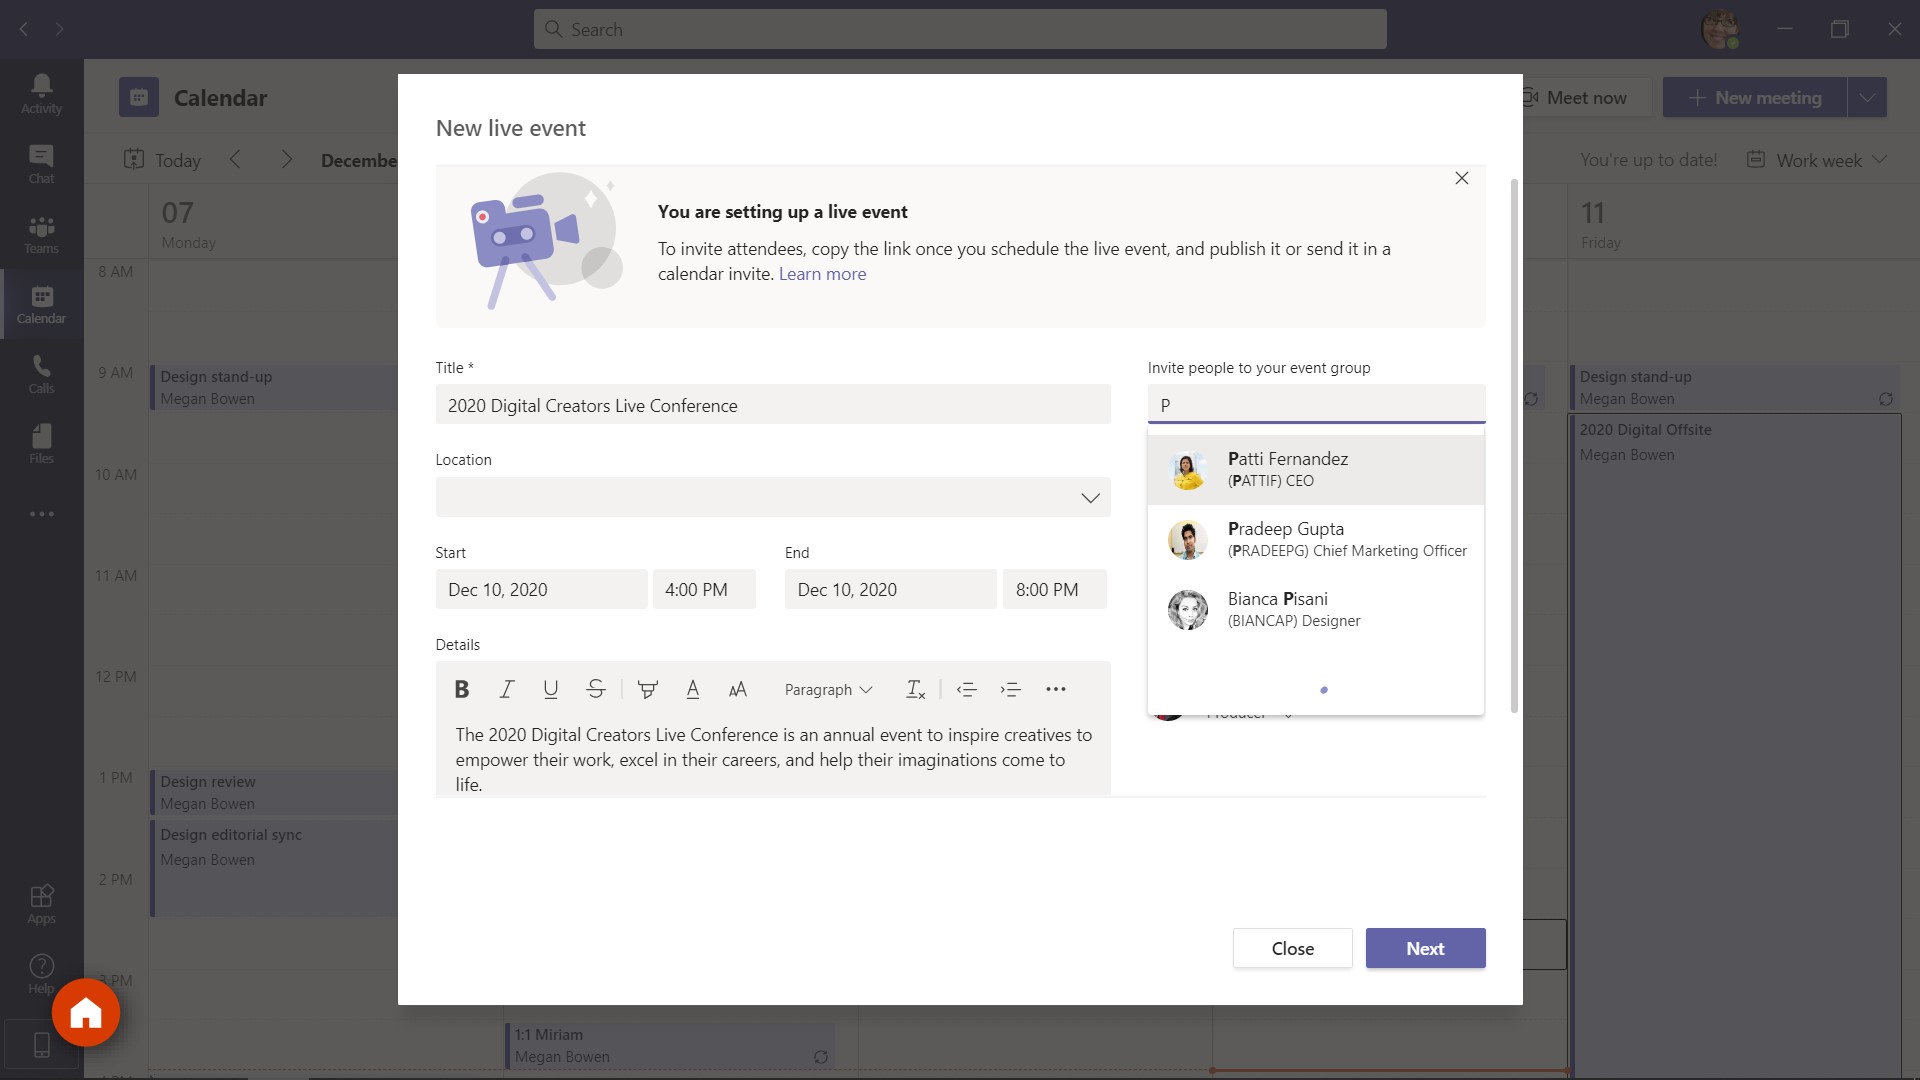 Search
Activity
Chat
Teams
Calendar
Calls
Files
Apps
Help
Calendar
Meet now
New meeting
Today
Decembe
You're up to date!
Work week
07
Monday
11
Friday
8 AM
9 AM
10 AM
11 AM
12 PM
1 PM
2 PM
3 PM
Design stand-up
Megan Bowen
Design review
Megan Bowen
Design editorial sync
Megan Bowen
1:1 Miriam
Megan Bowen
Design stand-up
Megan Bowen
2020 Digital Offsite
Megan Bowen
New live event
You are setting up a live event
To invite attendees, copy the link once you schedule the live event, and publish it or send it in a
calendar invite. Learn more
Title *
2020 Digital Creators Live Conference
Location
Start
End
Dec 10, 2020
4:00 PM
Dec 10, 2020
8:00 PM
Details
B I U S A AA Paragraph
The 2020 Digital Creators Live Conference is an annual event to inspire creatives to
empower their work, excel in their careers, and help their imaginations come to
life.
Invite people to your event group
P
Patti Fernandez
(PATTIF) CEO
Pradeep Gupta
(PRADEEPG) Chief Marketing Officer
Bianca Pisani
(BIANCAP) Designer
Producer
Close
Next